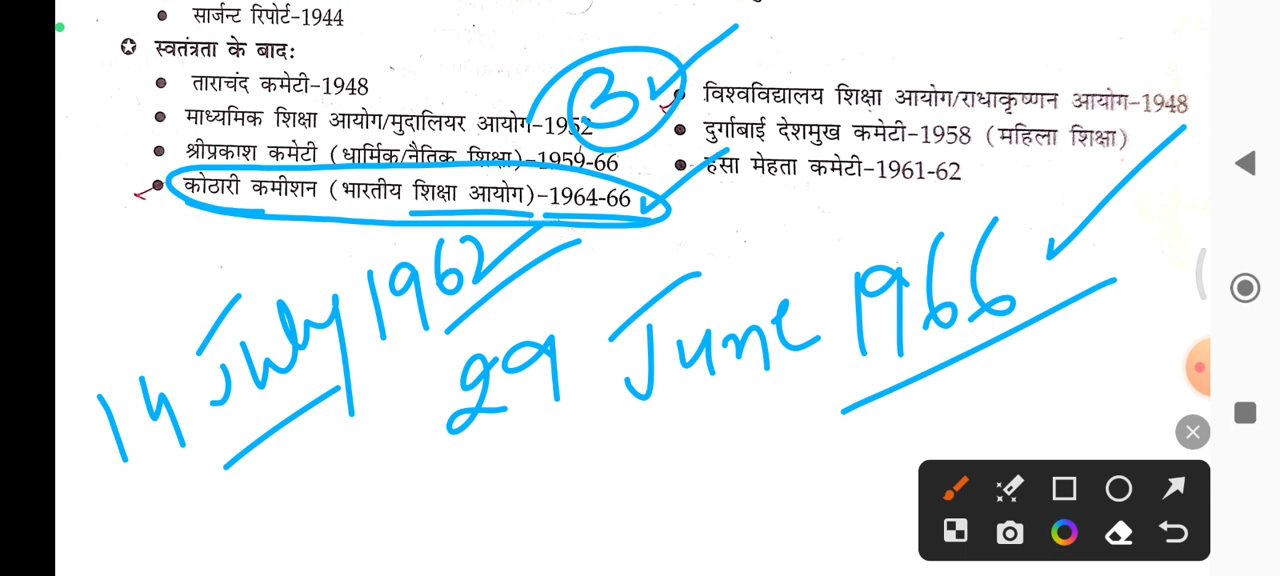 सार्जन्ट रिपोर्ट-1944
स्वतंत्रता के बाद:
ताराचंद कमेटी-1948
माध्यमिक शिक्षा आयोग/मुदालियर आयोग-1952
श्रीप्रकाश कमेटी (धार्मिक/नैतिक शिक्षा)-1959-66
कोठारी कमीशन (भारतीय शिक्षा आयोग)-1964-66
3
विश्वविद्यालय शिक्षा आयोग/राधाकृष्णन आयोग-1948
दुर्गाबाई देशमुख कमेटी-1958 (महिला शिक्षा)
हंसा मेहता कमेटी-1961-62
14 July 1962
29 June 1966